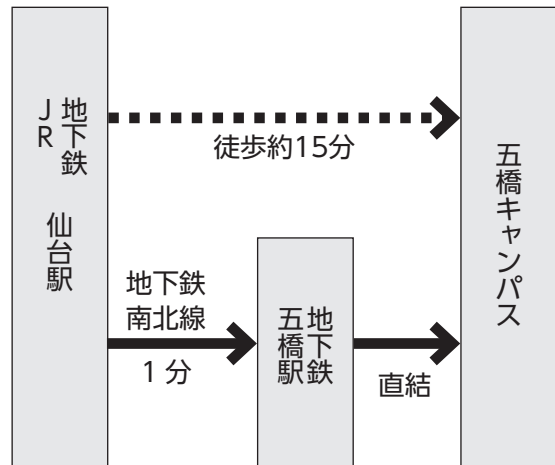 地下鉄
JR
仙台駅
徒歩約15分
地下鉄
南北線
1分
地下鉄
五橋駅
直結
五橋キャンパス